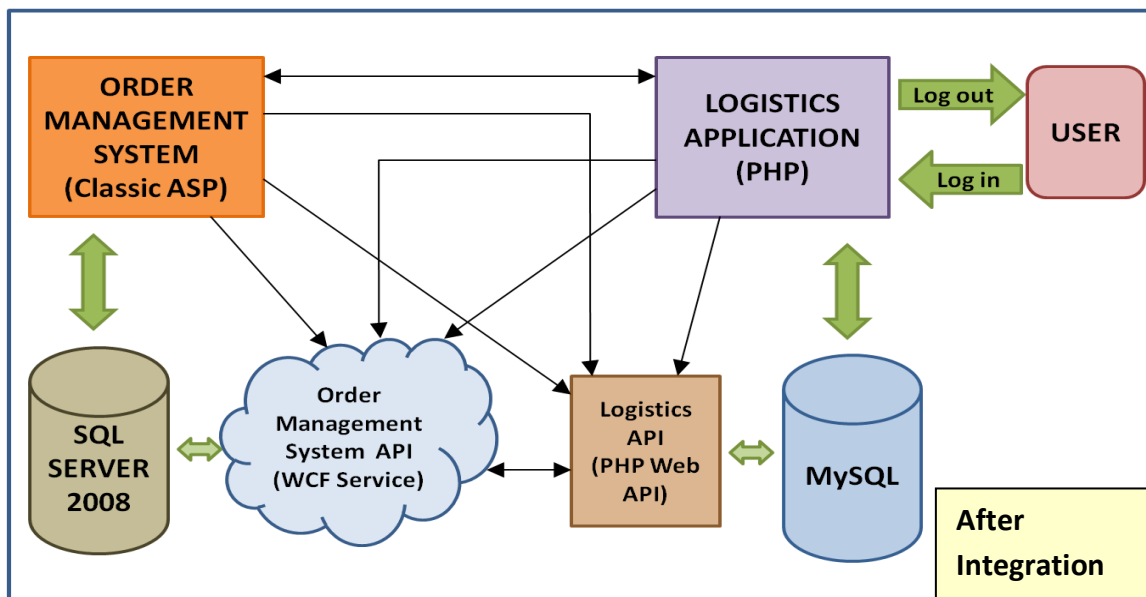 ORDER
MANAGEMENT
SYSTEM
(Classic ASP)
LOGISTICS
APPLICATION
(PHP)
Log out
Log in
USER
SQL
SERVER
2008
Order
Management
System API
(WCF Service)
Logistics
API
(PHP Web
API)
MySQL
After
Integration